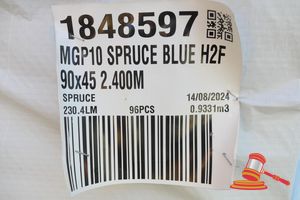 1848597
MGP10 SPRUCE BLUE H2F
90x45 2.400M
SPRUCE 14/08/2024
230.4LM 96PCS 0.9331m3